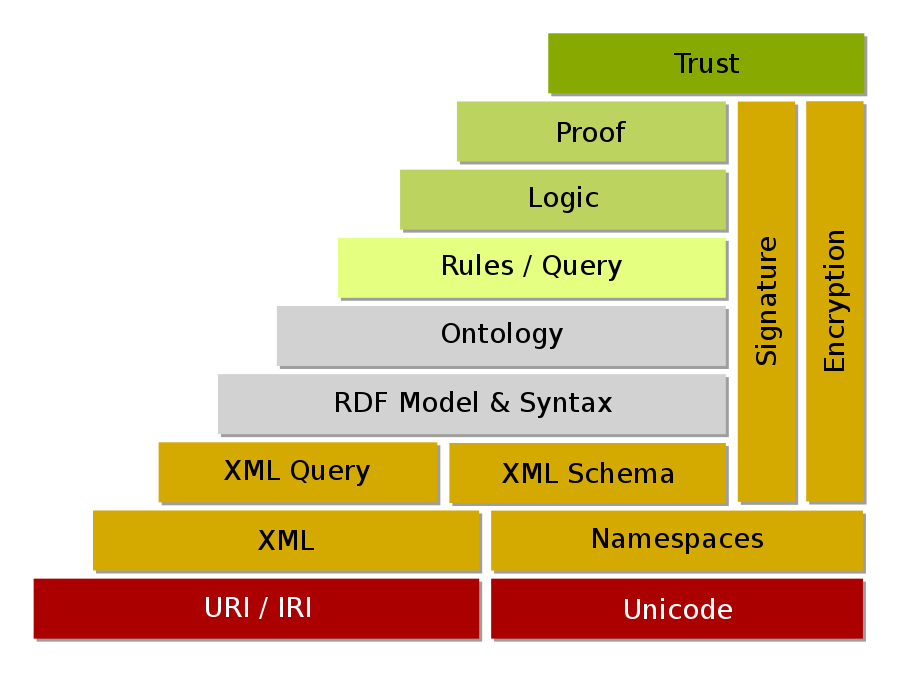 Trust
Proof
Logic
Rules / Query
Ontology
RDF Model & Syntax
Signature
Encryption
XML Query
XML Schema
XML
Namespaces
URI / IRI
Unicode